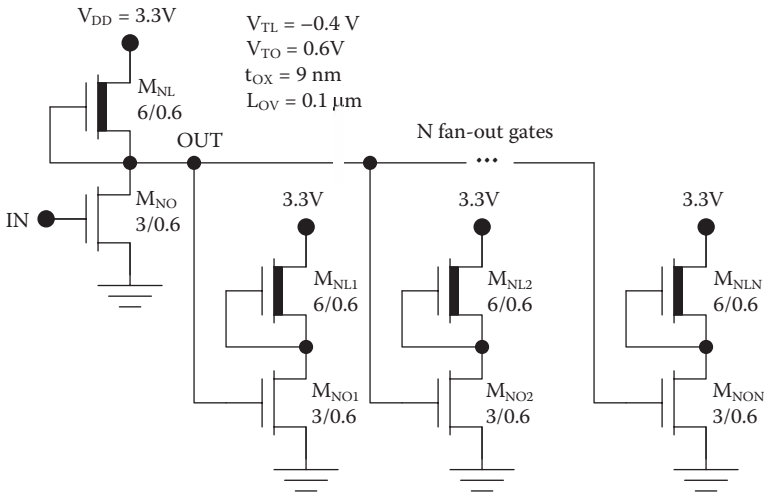 V_DD = 3.3V
V_TL = −0.4 V
V_TO = 0.6V
t_OX = 9 nm
L_OV = 0.1 μm
M_NL
6/0.6
OUT
N fan-out gates
...
IN
M_NO
3/0.6
3.3V
3.3V
3.3V
M_NL1
6/0.6
M_NL2
6/0.6
M_NLN
6/0.6
M_NO1
3/0.6
M_NO2
3/0.6
M_NON
3/0.6